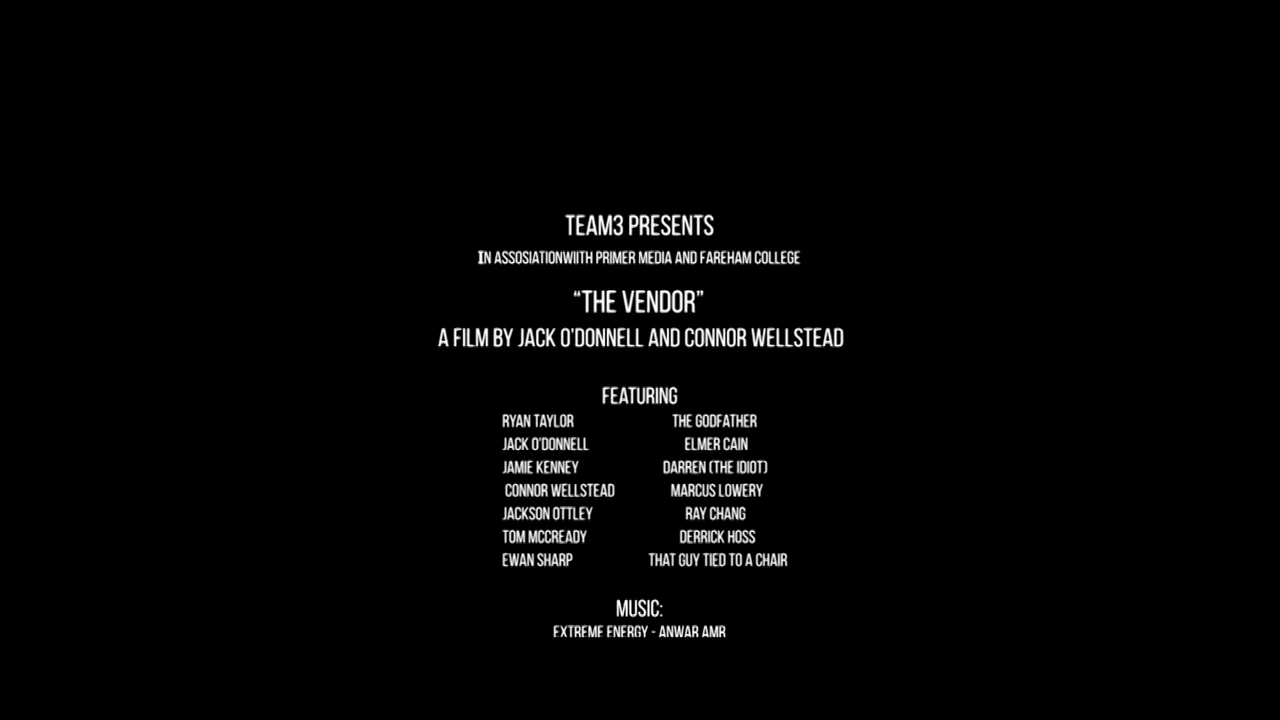 TEAM3 PRESENTS
IN ASSOSIATIONWIITH PRIMER MEDIA AND FAREHAM COLLEGE
“THE VENDOR”
A FILM BY JACK O’DONNELL AND CONNOR WELLSTEAD
FEATURING
RYAN TAYLOR THE GODFATHER
JACK O’DONNELL ELMER CAIN
JAMIE KENNEY DARREN (THE IDIOT)
CONNOR WELLSTEAD MARCUS LOWERY
JACKSON OTTLEY RAY CHANG
TOM MCCREADY DERRICK HOSS
EWAN SHARP THAT GUY TIED TO A CHAIR
MUSIC:
EXTREME ENERGY - ANWAR AMR